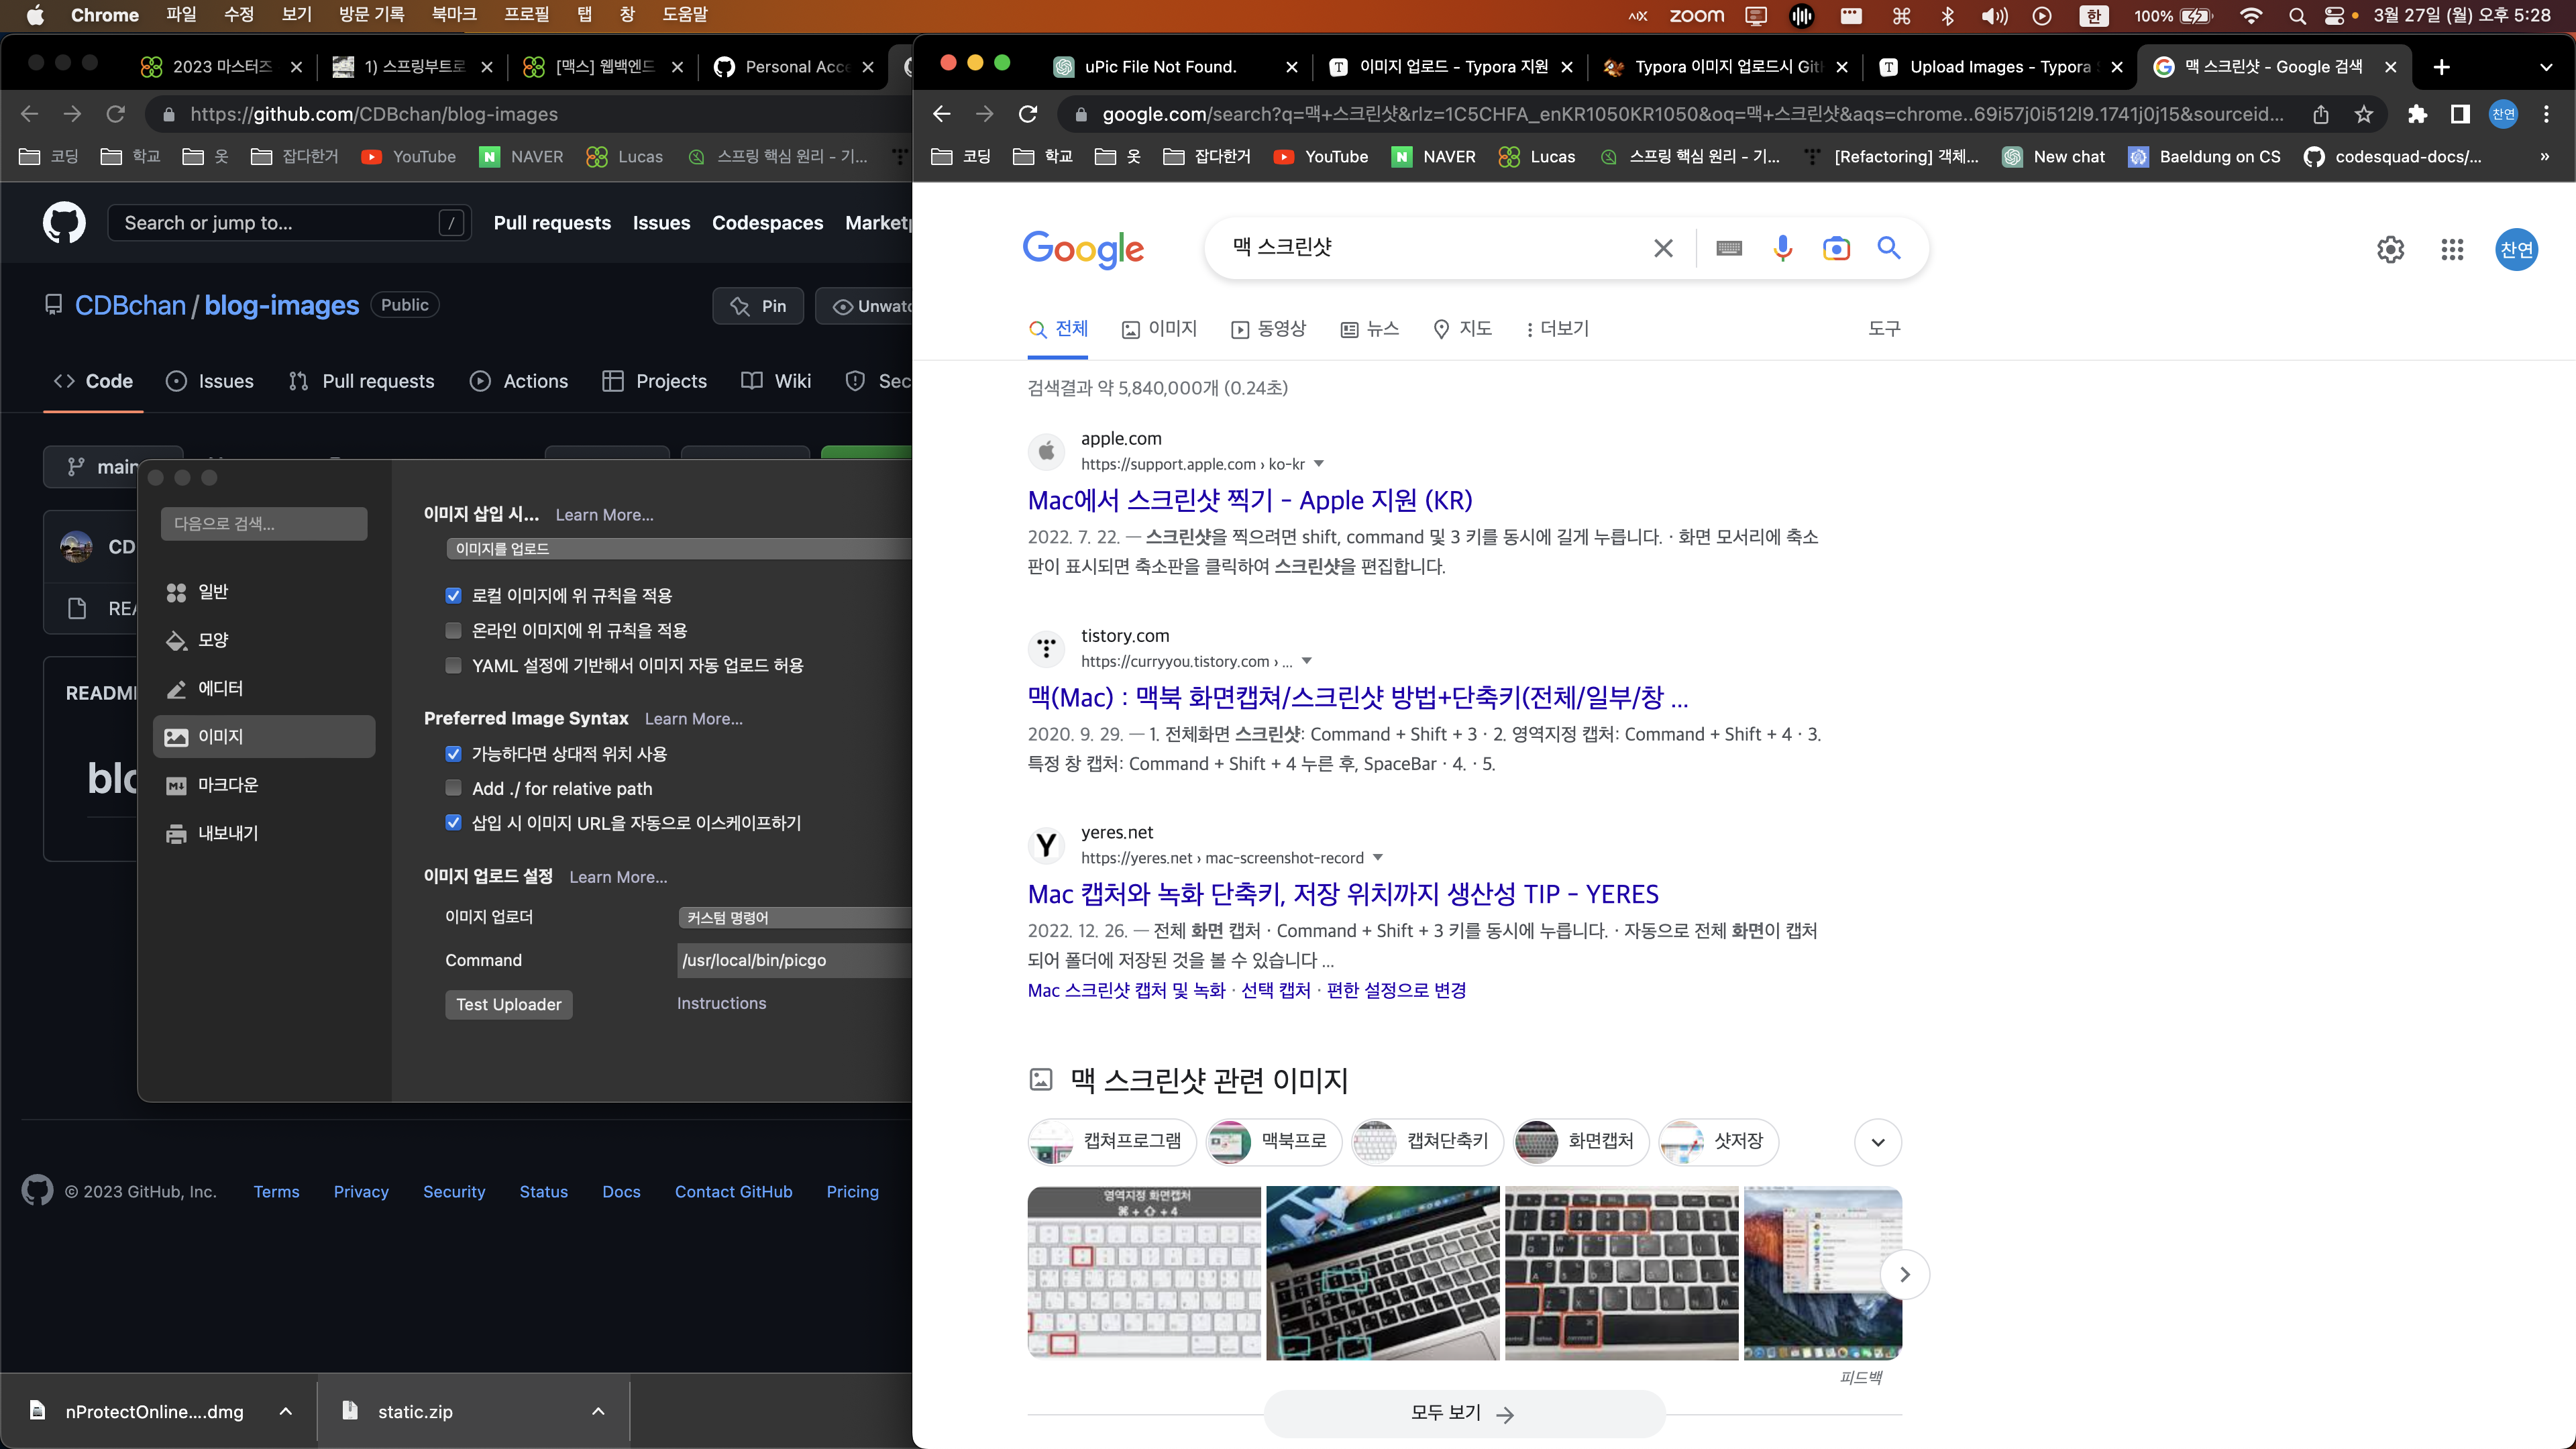 Chrome 파일 수정 보기 방문 기록 북마크 프로필 탭 창 도움말
zoom 한 100% 3월 27일 (월) 오후 5:28
2023 마스터즈
1) 스프링부트로
[맥스] 웹백엔드
Personal Acce
https://github.com/CDBchan/blog-images
코딩 학교 옷 잡다한거 YouTube NAVER Lucas 스프링 핵심 원리 - 기...
Search or jump to... /
Pull requests Issues Codespaces Marketp
CDBchan / blog-images Public
Pin Unwatc
Code Issues Pull requests Actions Projects Wiki Sec
main
CD
REA
READM
blo
다음으로 검색...
일반
모양
에디터
이미지
마크다운
내보내기
이미지 삽입 시... Learn More...
이미지를 업로드
로컬 이미지에 위 규칙을 적용
온라인 이미지에 위 규칙을 적용
YAML 설정에 기반해서 이미지 자동 업로드 허용
Preferred Image Syntax Learn More...
가능하다면 상대적 위치 사용
Add ./ for relative path
삽입 시 이미지 URL을 자동으로 이스케이프하기
이미지 업로드 설정 Learn More...
이미지 업로더 커스텀 명령어
Command /usr/local/bin/picgo
Test Uploader Instructions
© 2023 GitHub, Inc. Terms Privacy Security Status Docs Contact GitHub Pricing
nProtectOnline....dmg
static.zip
uPic File Not Found.
이미지 업로드 - Typora 지원
Typora 이미지 업로드시 Gith
Upload Images - Typora S
맥 스크린샷 - Google 검색
google.com/search?q=맥+스크린샷&rlz=1C5CHFA_enKR1050KR1050&oq=맥+스크린샷&aqs=chrome..69i57j0i512l9.1741j0j15&sourceid... 찬연
코딩 학교 옷 잡다한거 YouTube NAVER Lucas 스프링 핵심 원리 - 기... [Refactoring] 객체... New chat Baeldung on CS codesquad-docs/... »
Google 맥 스크린샷 찬연
전체 이미지 동영상 뉴스 지도 더보기 도구
검색결과 약 5,840,000개 (0.24초)
apple.com
https://support.apple.com › ko-kr
Mac에서 스크린샷 찍기 - Apple 지원 (KR)
2022. 7. 22. — 스크린샷을 찍으려면 shift, command 및 3 키를 동시에 길게 누릅니다. · 화면 모서리에 축소
판이 표시되면 축소판을 클릭하여 스크린샷을 편집합니다.
tistory.com
https://curryyou.tistory.com › ...
맥(Mac) : 맥북 화면캡쳐/스크린샷 방법+단축키(전체/일부/창 ...
2020. 9. 29. — 1. 전체화면 스크린샷: Command + Shift + 3 · 2. 영역지정 캡처: Command + Shift + 4 · 3.
특정 창 캡처: Command + Shift + 4 누른 후, SpaceBar · 4. · 5.
yeres.net
https://yeres.net › mac-screenshot-record
Mac 캡처와 녹화 단축키, 저장 위치까지 생산성 TIP - YERES
2022. 12. 26. — 전체 화면 캡처 · Command + Shift + 3 키를 동시에 누릅니다. · 자동으로 전체 화면이 캡처
되어 폴더에 저장된 것을 볼 수 있습니다 ...
Mac 스크린샷 캡처 및 녹화 · 선택 캡처 · 편한 설정으로 변경
맥 스크린샷 관련 이미지
캡쳐프로그램 맥북프로 캡쳐단축키 화면캡처 샷저장
영역지정 화면캡처
⌘ + ⇧ + 4
피드백
모두 보기